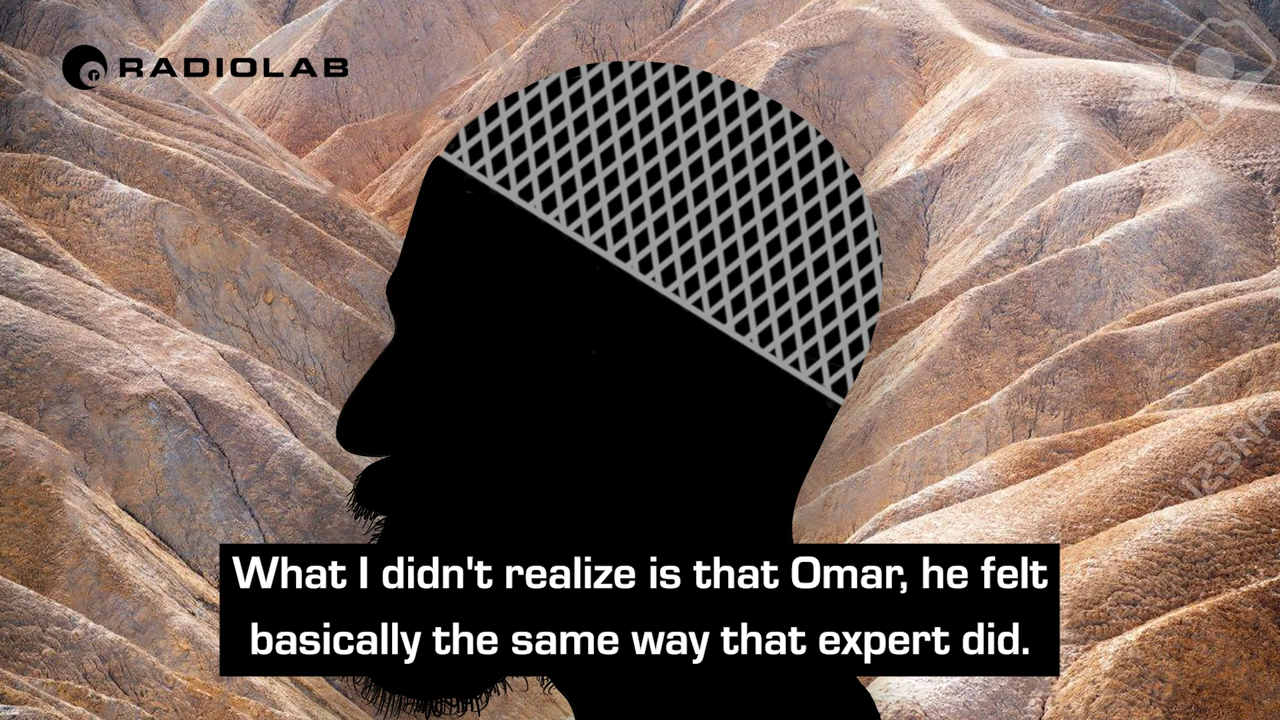 RADIOLAB
What I didn't realize is that Omar, he felt
basically the same way that expert did.